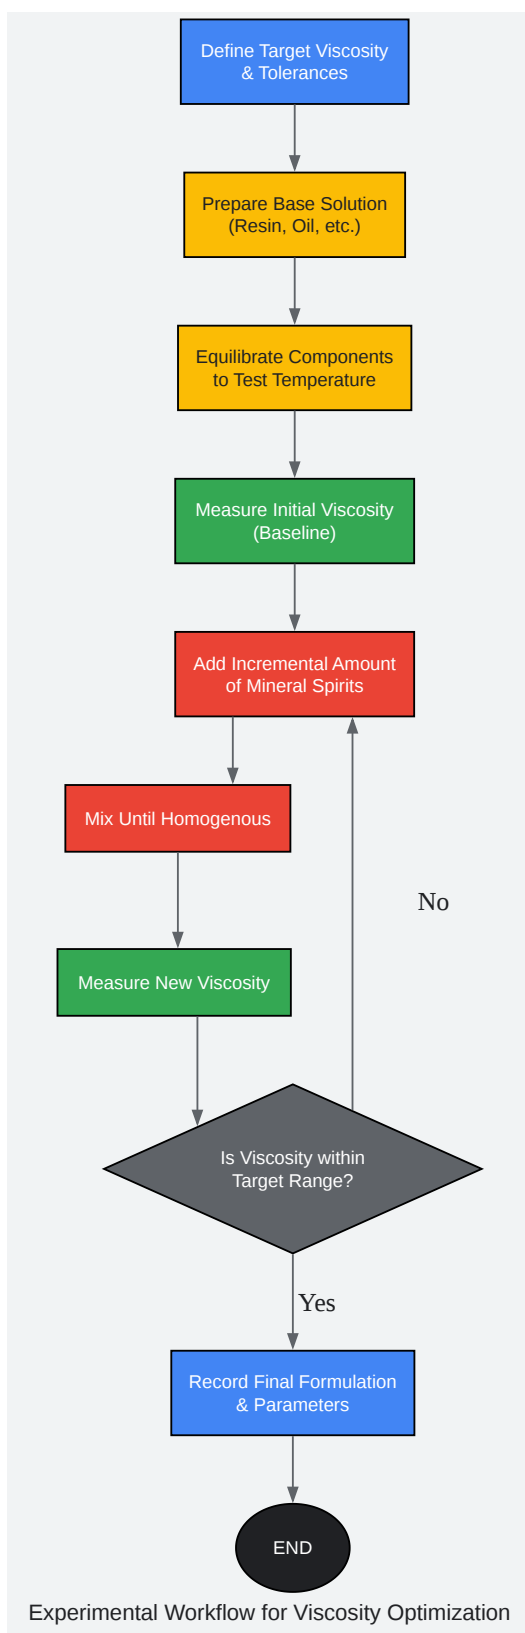 Define Target Viscosity
& Tolerances
Prepare Base Solution
(Resin, Oil, etc.)
Equilibrate Components
to Test Temperature
Measure Initial Viscosity
(Baseline)
Add Incremental Amount
of Mineral Spirits
Mix Until Homogenous
No
Measure New Viscosity
Is Viscosity within
Target Range?
Yes
Record Final Formulation
& Parameters
END
Experimental Workflow for Viscosity Optimization